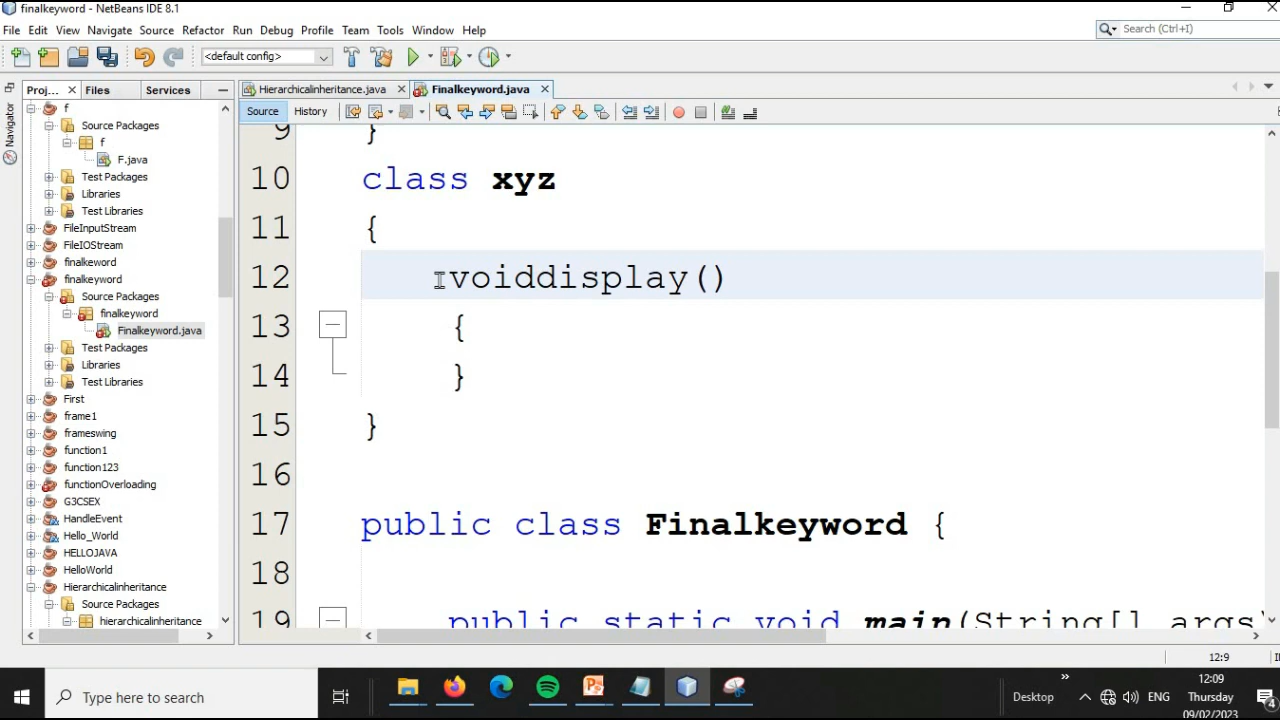 finalkeyword - NetBeans IDE 8.1
File Edit View Navigate Source Refactor Run Debug Profile Team Tools Window Help
Search (Ctrl+I)
<default config>
Proj... Files Services
HierarchicalInheritance.java Finalkeyword.java
Source History
Navigator
f
Source Packages
f
F.java
Test Packages
Libraries
Test Libraries
FileInputStream
FileIOStream
finalkeword
finalkeyword
Source Packages
finalkeyword
Finalkeyword.java
Test Packages
Libraries
Test Libraries
First
frame1
frameswing
function1
function123
functionOverloading
G3CSEX
HandleEvent
Hello_World
HELLOJAVA
HelloWorld
HierarchicalInheritance
Source Packages
hierarchicalinheritance
9 }
10 class xyz
11 {
12 voiddisplay()
13 {
14 }
15 }
16
17 public class Finalkeyword {
18
19 public static void main(String[] args)
12:9
Type here to search
Desktop
ENG
12:09
Thursday
09/02/2023
4